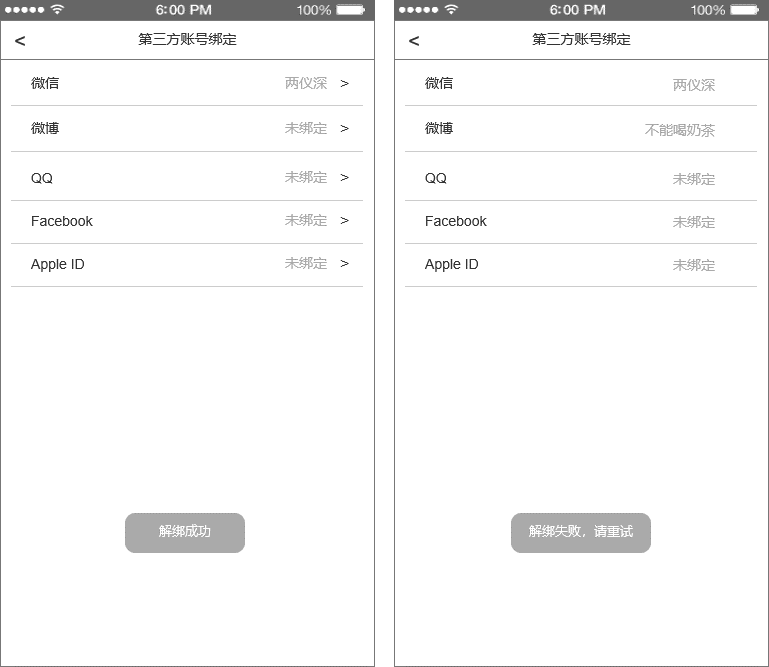 6:00 PM 100%
< 第三方账号绑定
微信 两仪深 >
微博 未绑定 >
QQ 未绑定 >
Facebook 未绑定 >
Apple ID 未绑定 >
解绑成功
6:00 PM 100%
< 第三方账号绑定
微信 两仪深
微博 不能喝奶茶
QQ 未绑定
Facebook 未绑定
Apple ID 未绑定
解绑失败，请重试